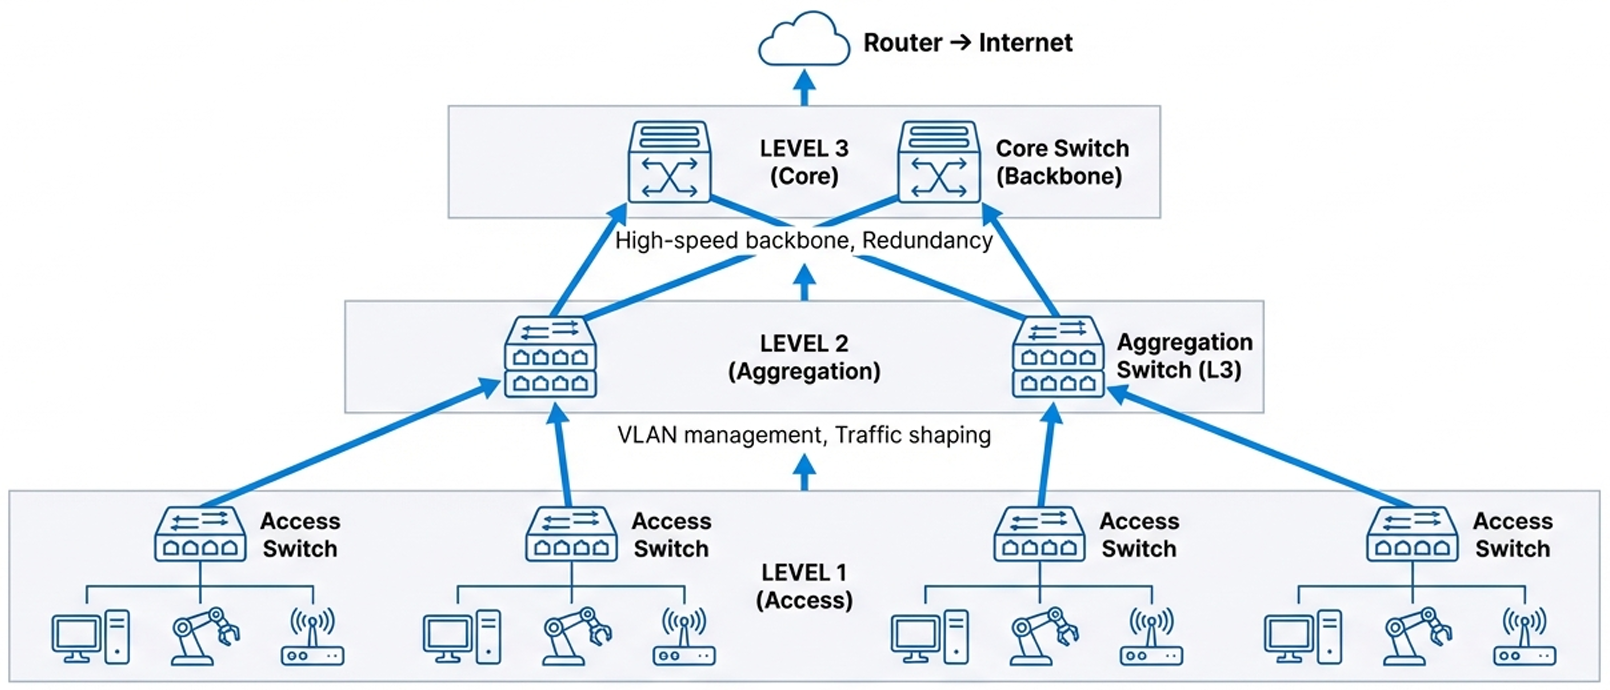 Router → Internet
LEVEL 3
(Core)
Core Switch
(Backbone)
High-speed backbone, Redundancy
LEVEL 2
(Aggregation)
Aggregation
Switch (L3)
VLAN management, Traffic shaping
Access
Switch
Access
Switch
Access
Switch
Access
Switch
LEVEL 1
(Access)